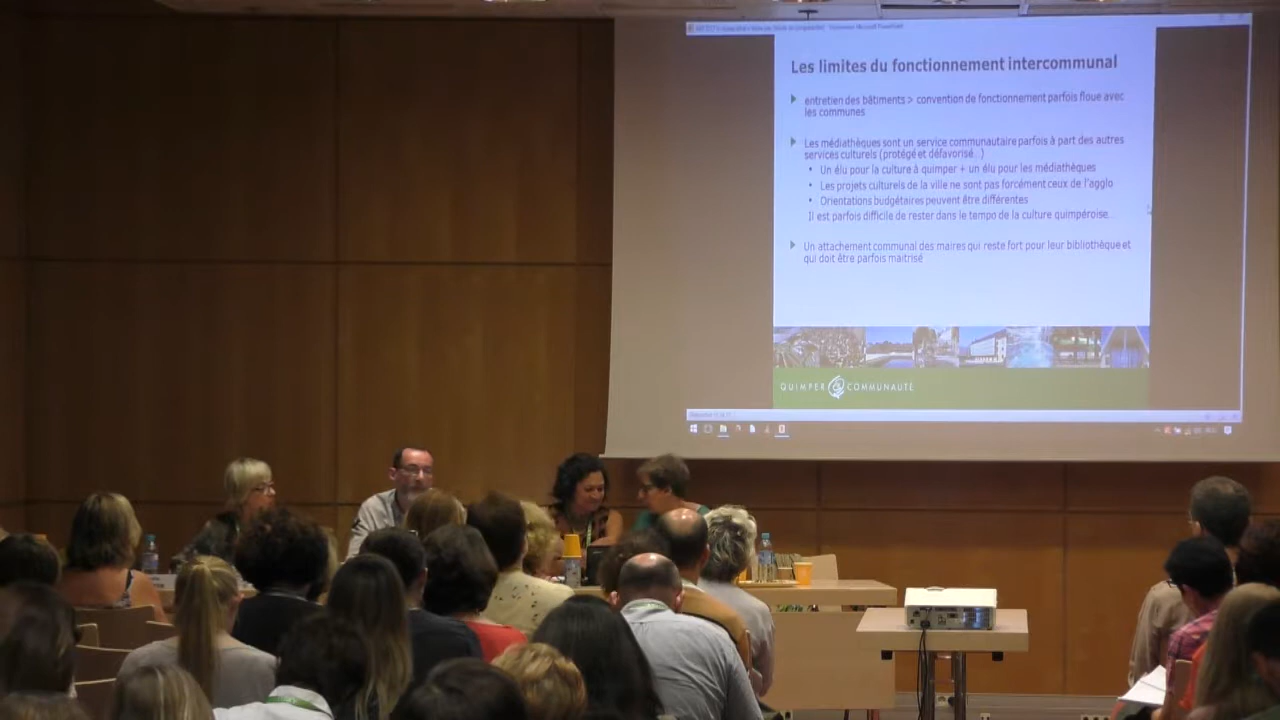 Les limites du fonctionnement intercommunal
entretien des bâtiments > convention de fonctionnement parfois floue avec
les communes
Les médiathèques sont un service communautaire parfois à part des autres
services culturels (protégé et défavorisé...)
• Un élu pour la culture à quimper + un élu pour les médiathèques
• Les projets culturels de la ville ne sont pas forcément ceux de l'agglo
• Orientations budgétaires peuvent être différentes
Il est parfois difficile de rester dans le tempo de la culture quimpéroise...
Un attachement communal des maires qui reste fort pour leur bibliothèque et
qui doit être parfois maitrisé
QUIMPER COMMUNAUTÉ